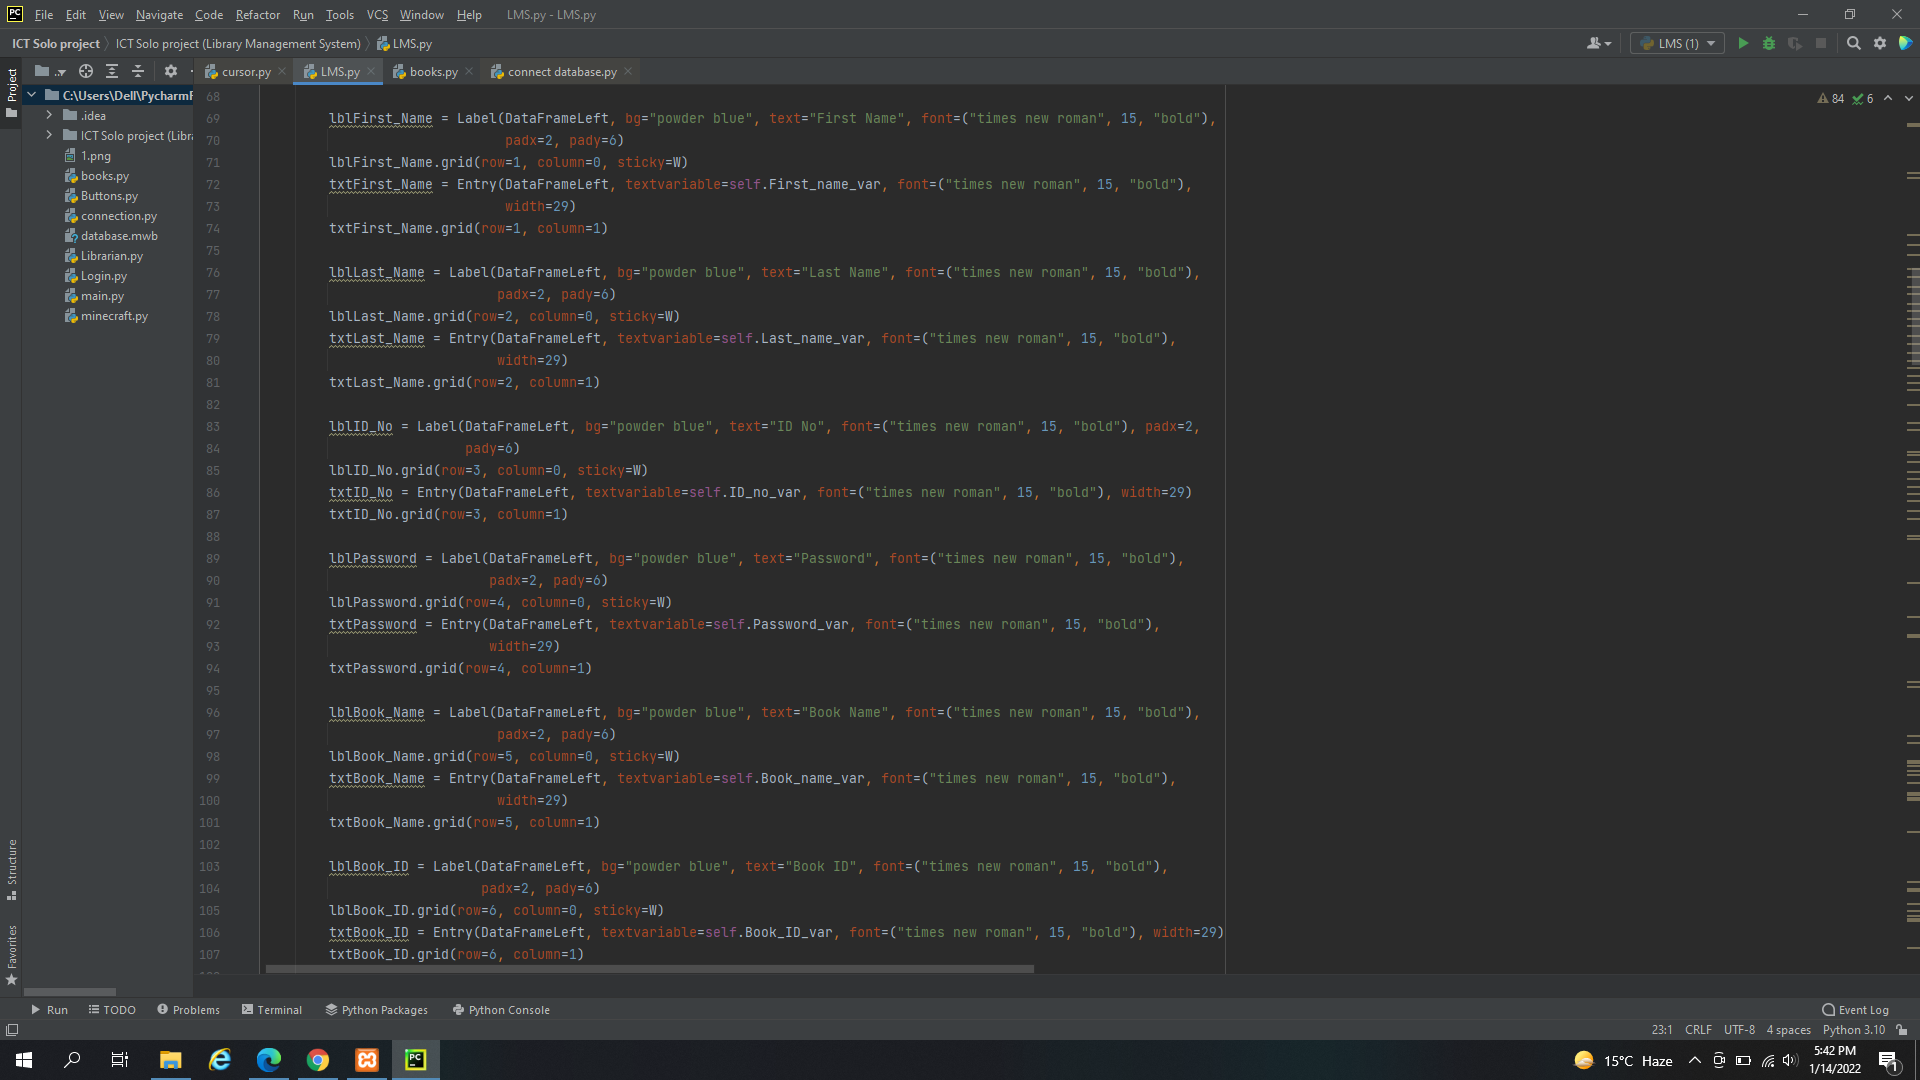 PC File Edit View Navigate Code Refactor Run Tools VCS Window Help LMS.py - LMS.py
ICT Solo project ICT Solo project (Library Management System) LMS.py LMS (1)
Project .. cursor.py LMS.py books.py connect database.py
C:\Users\Dell\Pycharm
.idea
ICT Solo project (Libra
1.png
books.py
Buttons.py
connection.py
database.mwb
Librarian.py
Login.py
main.py
minecraft.py
84 6
68
69 lblFirst_Name = Label(DataFrameLeft, bg="powder blue", text="First Name", font=("times new roman", 15, "bold"),
70 padx=2, pady=6)
71 lblFirst_Name.grid(row=1, column=0, sticky=W)
72 txtFirst_Name = Entry(DataFrameLeft, textvariable=self.First_name_var, font=("times new roman", 15, "bold"),
73 width=29)
74 txtFirst_Name.grid(row=1, column=1)
75
76 lblLast_Name = Label(DataFrameLeft, bg="powder blue", text="Last Name", font=("times new roman", 15, "bold"),
77 padx=2, pady=6)
78 lblLast_Name.grid(row=2, column=0, sticky=W)
79 txtLast_Name = Entry(DataFrameLeft, textvariable=self.Last_name_var, font=("times new roman", 15, "bold"),
80 width=29)
81 txtLast_Name.grid(row=2, column=1)
82
83 lblID_No = Label(DataFrameLeft, bg="powder blue", text="ID No", font=("times new roman", 15, "bold"), padx=2,
84 pady=6)
85 lblID_No.grid(row=3, column=0, sticky=W)
86 txtID_No = Entry(DataFrameLeft, textvariable=self.ID_no_var, font=("times new roman", 15, "bold"), width=29)
87 txtID_No.grid(row=3, column=1)
88
89 lblPassword = Label(DataFrameLeft, bg="powder blue", text="Password", font=("times new roman", 15, "bold"),
90 padx=2, pady=6)
91 lblPassword.grid(row=4, column=0, sticky=W)
92 txtPassword = Entry(DataFrameLeft, textvariable=self.Password_var, font=("times new roman", 15, "bold"),
93 width=29)
94 txtPassword.grid(row=4, column=1)
95
96 lblBook_Name = Label(DataFrameLeft, bg="powder blue", text="Book Name", font=("times new roman", 15, "bold"),
97 padx=2, pady=6)
98 lblBook_Name.grid(row=5, column=0, sticky=W)
99 txtBook_Name = Entry(DataFrameLeft, textvariable=self.Book_name_var, font=("times new roman", 15, "bold"),
100 width=29)
101 txtBook_Name.grid(row=5, column=1)
102
103 lblBook_ID = Label(DataFrameLeft, bg="powder blue", text="Book ID", font=("times new roman", 15, "bold"),
104 padx=2, pady=6)
105 lblBook_ID.grid(row=6, column=0, sticky=W)
106 txtBook_ID = Entry(DataFrameLeft, textvariable=self.Book_ID_var, font=("times new roman", 15, "bold"), width=29)
107 txtBook_ID.grid(row=6, column=1)
Structure
Favorites
Run TODO Problems Terminal Python Packages Python Console Event Log
23:1 CRLF UTF-8 4 spaces Python 3.10
PC 15°C Haze 5:42 PM
1/14/2022 1